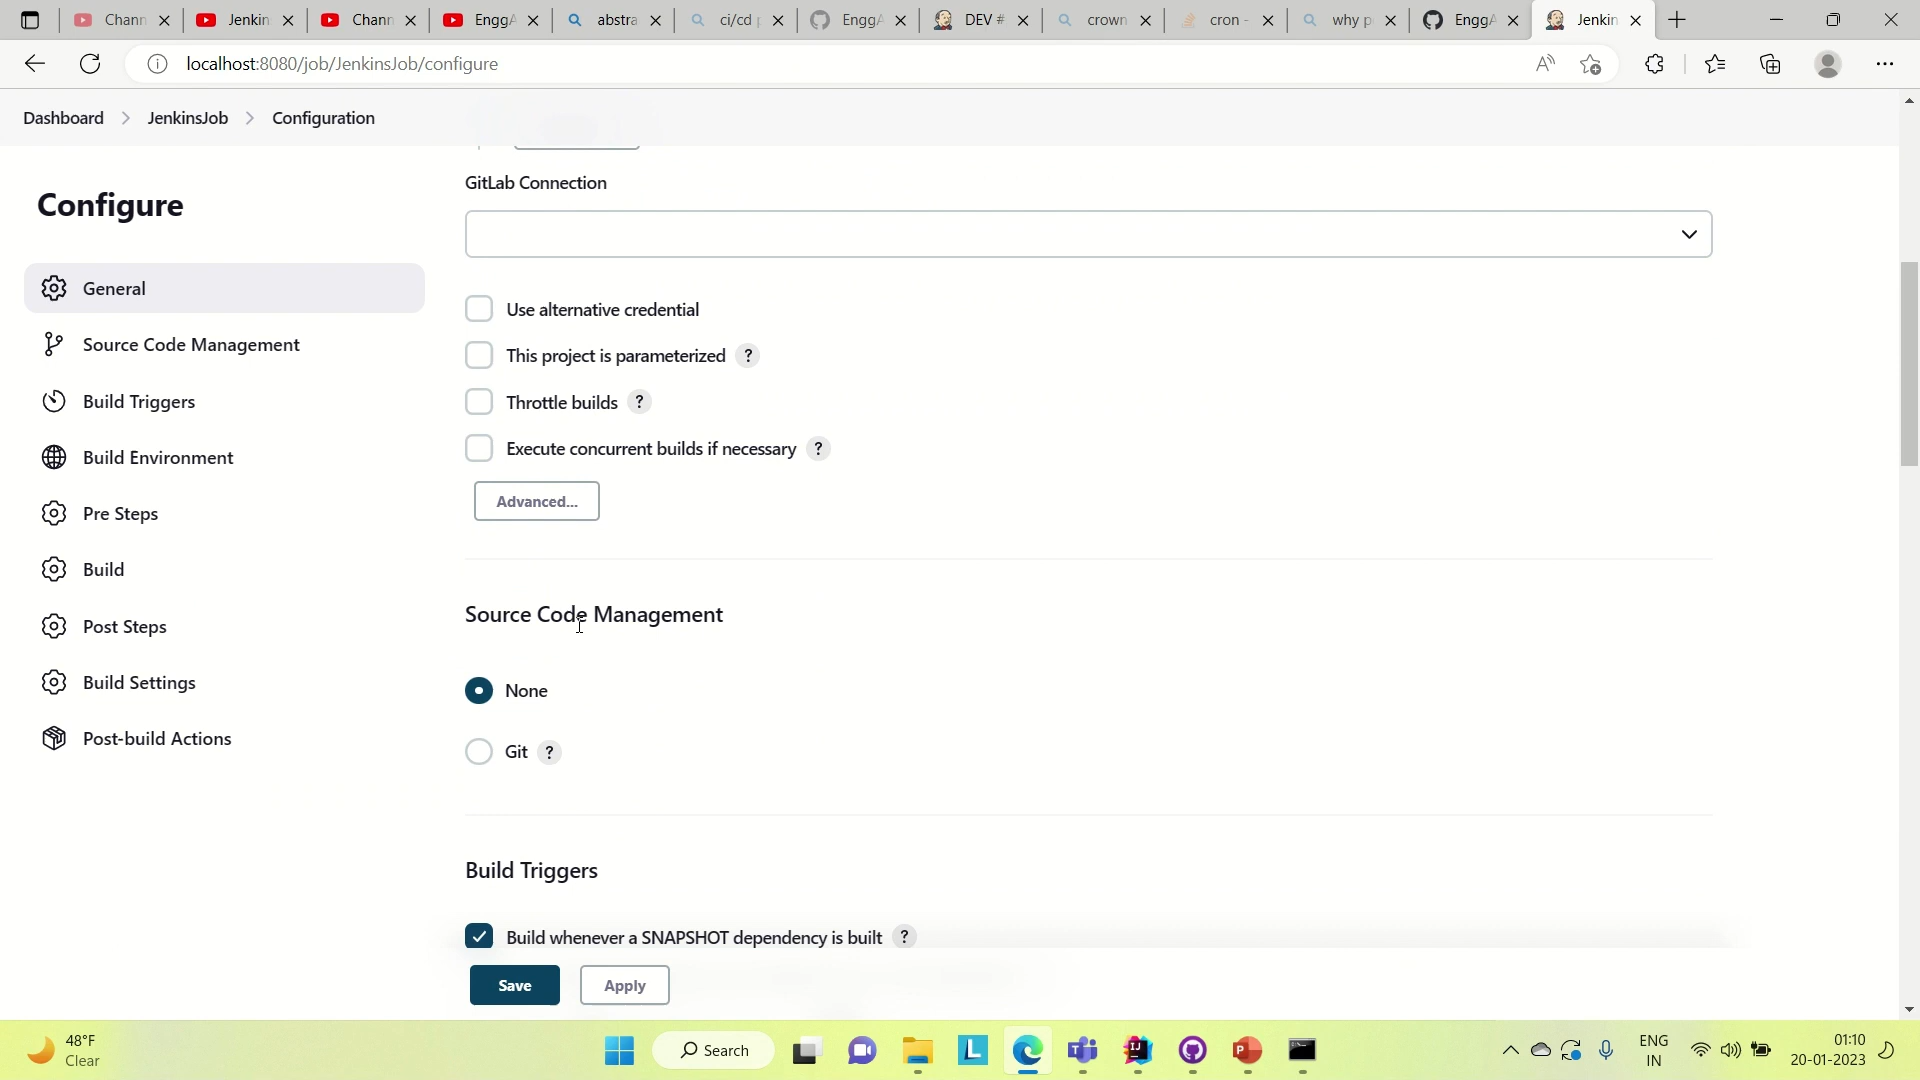 Chann
Jenkin
Chann
EnggA
abstra
ci/cd
EnggA
DEV #
crown
cron -
why p
EnggA
Jenkin
localhost:8080/job/JenkinsJob/configure
Dashboard > JenkinsJob > Configuration
Configure
General
Source Code Management
Build Triggers
Build Environment
Pre Steps
Build
Post Steps
Build Settings
Post-build Actions
GitLab Connection
Use alternative credential
This project is parameterized ?
Throttle builds ?
Execute concurrent builds if necessary ?
Advanced...
Source Code Management
None
Git ?
Build Triggers
Build whenever a SNAPSHOT dependency is built ?
Save
Apply
48°F
Clear
Search
ENG
IN
01:10
20-01-2023